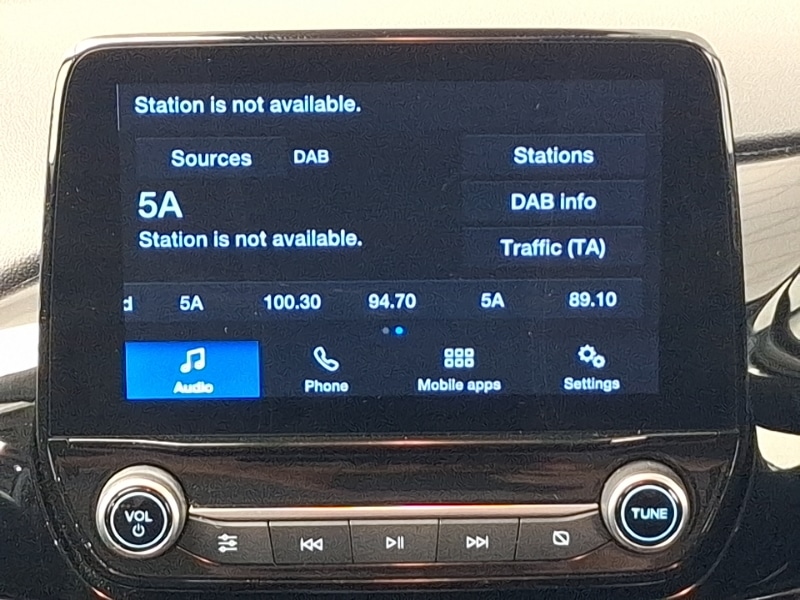 Station is not available.
Sources DAB Stations
5A DAB info
Station is not available.
Traffic (TA)
d 5A 100.30 94.70 5A 89.10
Audio Phone Mobile apps Settings
VOL TUNE